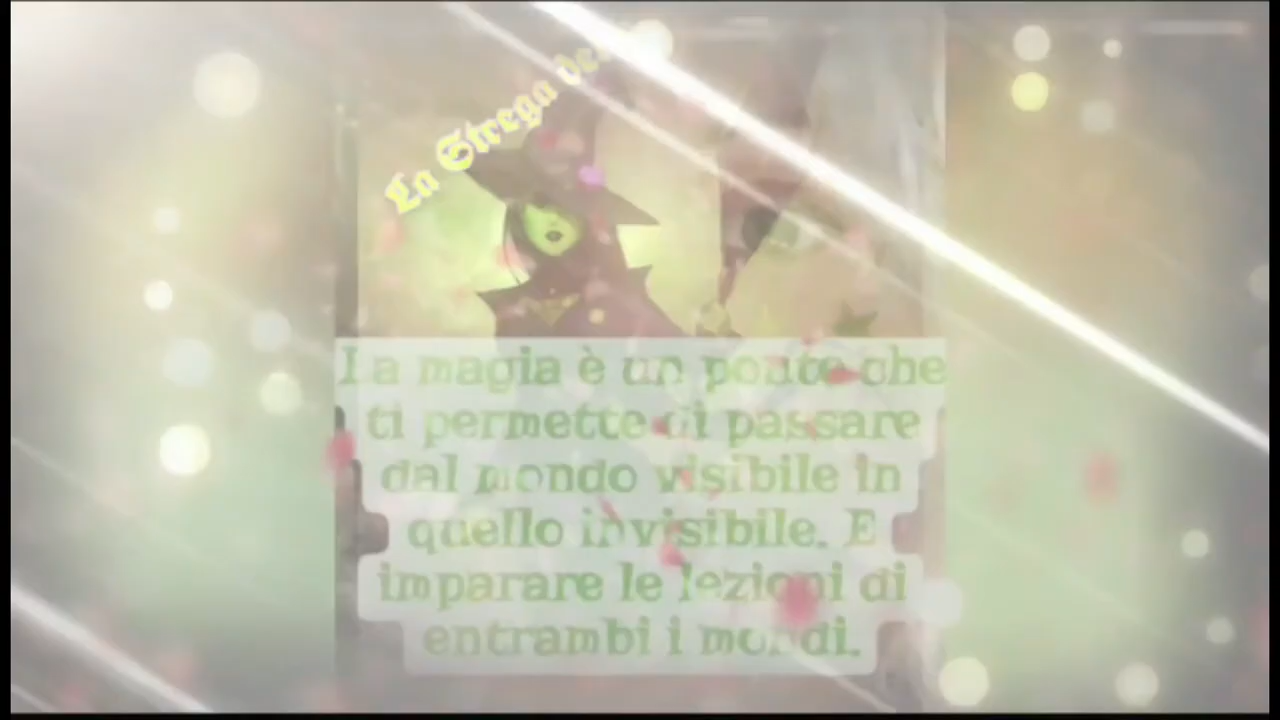 La Strega de
La magia è un ponte che
ti permette di passare
dal mondo visibile in
quello invisibile. E
imparare le lezioni di
entrambi i mondi.